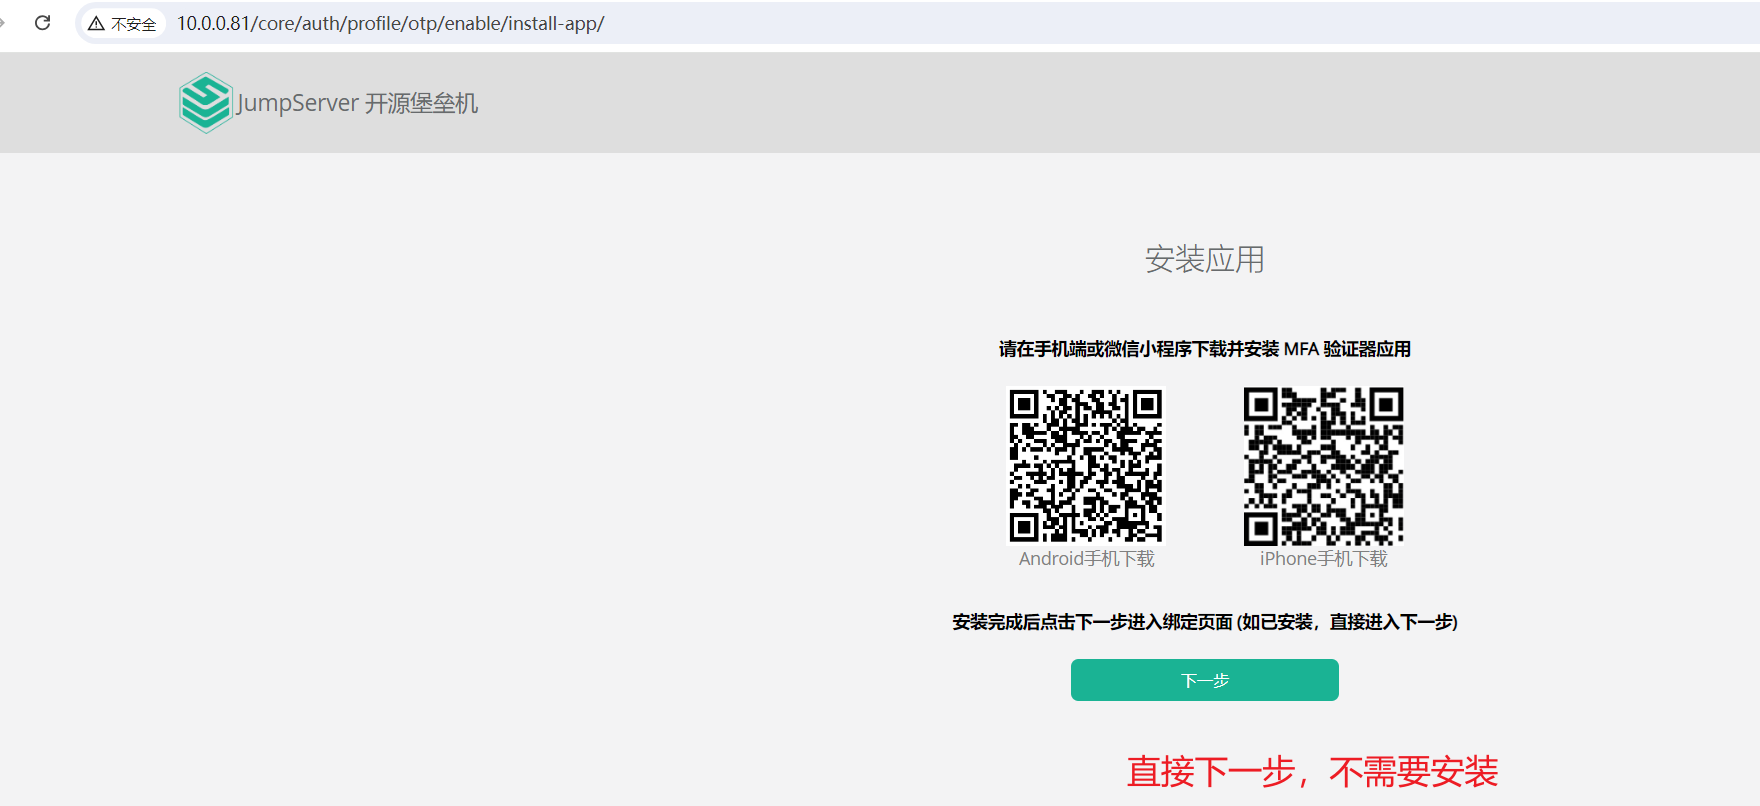 不安全 10.0.0.81/core/auth/profile/otp/enable/install-app/
JumpServer 开源堡垒机
安装应用
请在手机端或微信小程序下载并安装 MFA 验证器应用
Android手机下载 iPhone手机下载
安装完成后点击下一步进入绑定页面 (如已安装，直接进入下一步)
下一步
直接下一步，不需要安装